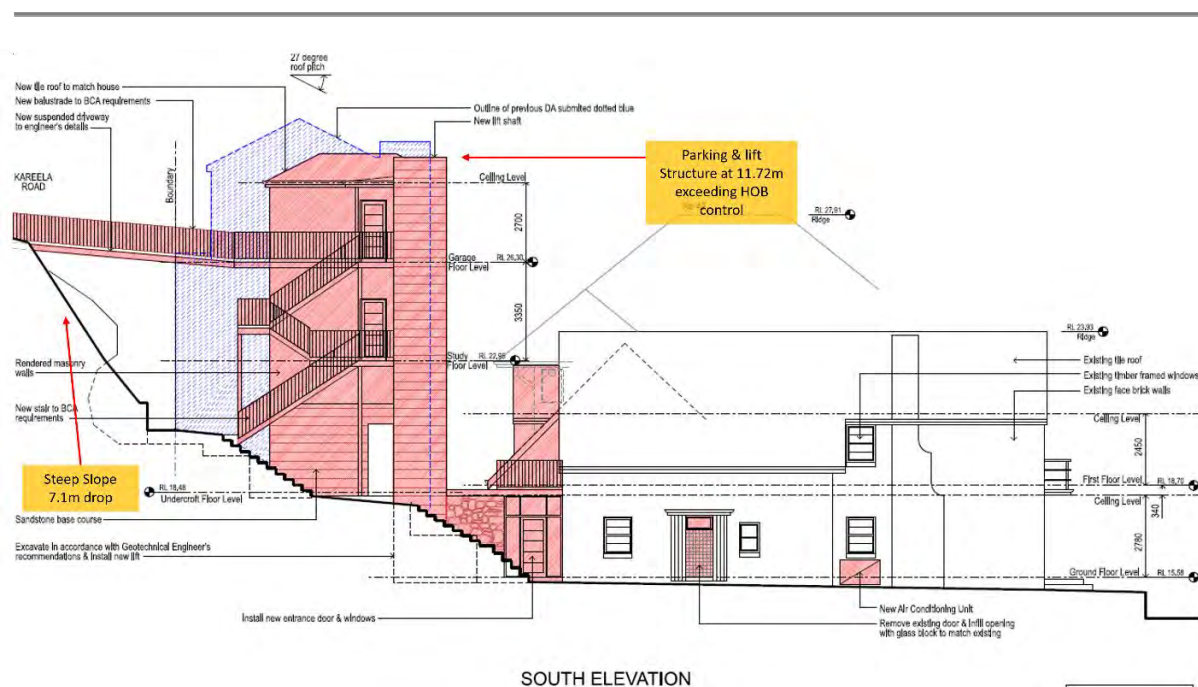 27 degree
roof pitch
New tile roof to match house
New balustrade to BCA requirements
New suspended driveway
to engineer's details
Outline of previous DA submitted dotted blue
New lift shaft
Parking & lift
Structure at 11.72m
exceeding HOB
control
KAREELA
ROAD
Boundary
Ceiling Level
2700
RL 27,91
Ridge
Garage
Floor Level
RL 26,30
3350
RL 23,93
Ridge
Study
Floor Level
RL 22,98
Rendered masonry
walls
Existing tile roof
Existing timber framed windows
Existing face brick walls
New stair to BCA
requirements
Ceiling Level
2450
Steep Slope
7.1m drop
RL 18,48
Undercroft Floor Level
First Floor Level
RL 18,70
Ceiling Level
340
Sandstone base course
2780
Excavate in accordance with Geotechnical Engineer's
recommendations & install new lift
Ground Floor Level
RL 15,58
Install new entrance door & windows
New Air Conditioning Unit
Remove existing door & infill opening
with glass block to match existing
SOUTH ELEVATION